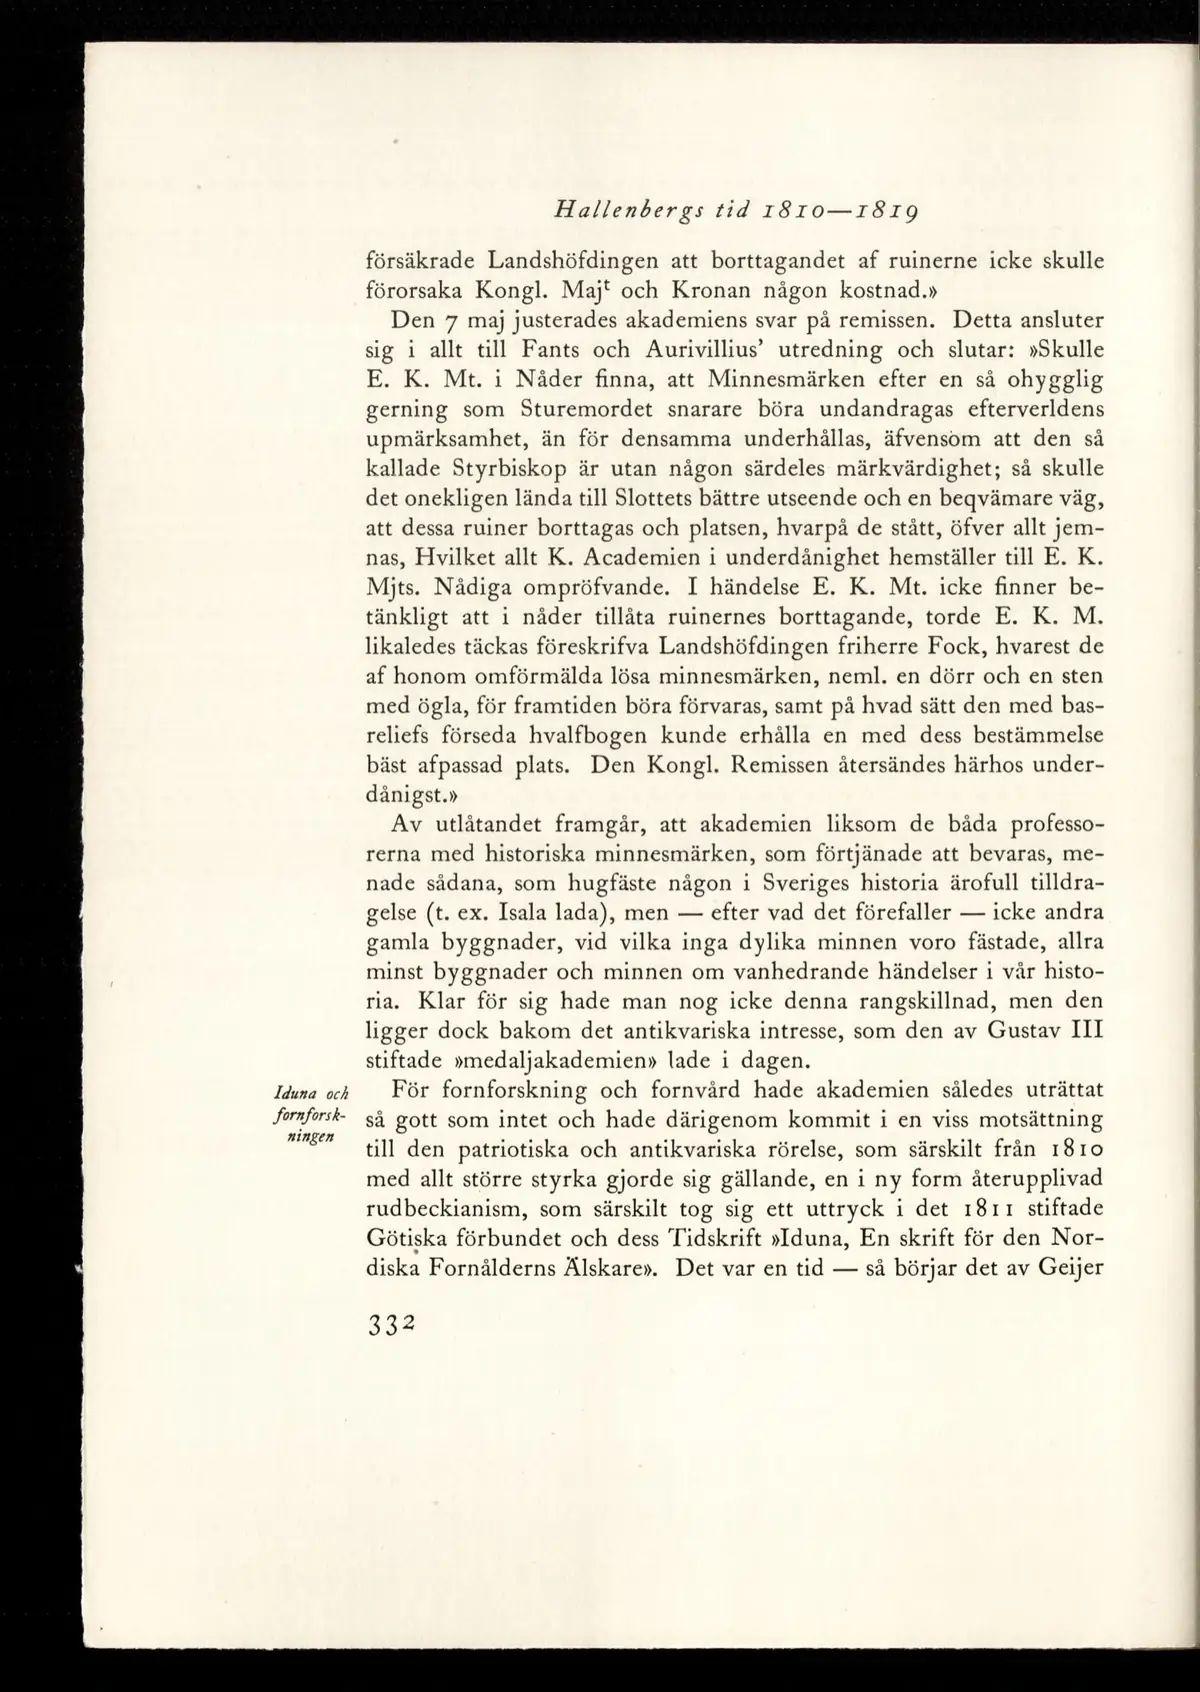 Hallenbergs tid 1810—1819
försäkrade Landshöfdingen att borttagandet af ruinerne icke skulle
förorsaka Kongl. Majᵗ och Kronan någon kostnad.»
Den 7 maj justerades akademiens svar på remissen. Detta ansluter
sig i allt till Fants och Aurivillius’ utredning och slutar: »Skulle
E. K. Mt. i Nåder finna, att Minnesmärken efter en så ohygglig
gerning som Sturemordet snarare böra undandragas efterverldens
upmärksamhet, än för densamma underhållas, äfvensom att den så
kallade Styrbiskop är utan någon särdeles märkvärdighet; så skulle
det onekligen lända till Slottets bättre utseende och en beqvämare väg,
att dessa ruiner borttagas och platsen, hvarpå de stått, öfver allt jem-
nas, Hvilket allt K. Academien i underdånighet hemställer till E. K.
Mjts. Nådiga ompröfvande. I händelse E. K. Mt. icke finner be-
tänkligt att i nåder tillåta ruinernes borttagande, torde E. K. M.
likaledes täckas föreskrifva Landshöfdingen friherre Fock, hvarest de
af honom omförmälda lösa minnesmärken, neml. en dörr och en sten
med ögla, för framtiden böra förvaras, samt på hvad sätt den med bas-
reliefs förseda hvalfbogen kunde erhålla en med dess bestämmelse
bäst afpassad plats. Den Kongl. Remissen återsändes härhos under-
dånigst.»
Av utlåtandet framgår, att akademien liksom de båda professo-
rerna med historiska minnesmärken, som förtjänade att bevaras, me-
nade sådana, som hugfäste någon i Sveriges historia ärofull tilldra-
gelse (t. ex. Isala lada), men — efter vad det förefaller — icke andra
gamla byggnader, vid vilka inga dylika minnen voro fästade, allra
minst byggnader och minnen om vanhedrande händelser i vår histo-
ria. Klar för sig hade man nog icke denna rangskillnad, men den
ligger dock bakom det antikvariska intresse, som den av Gustav III
stiftade »medaljakademien» lade i dagen.
Iduna och
fornforsk-
ningen
För fornforskning och fornvård hade akademien således uträttat
så gott som intet och hade därigenom kommit i en viss motsättning
till den patriotiska och antikvariska rörelse, som särskilt från 1810
med allt större styrka gjorde sig gällande, en i ny form återupplivad
rudbeckianism, som särskilt tog sig ett uttryck i det 1811 stiftade
Götiska förbundet och dess Tidskrift »Iduna, En skrift för den Nor-
diska Fornålderns Älskare». Det var en tid — så börjar det av Geijer
332